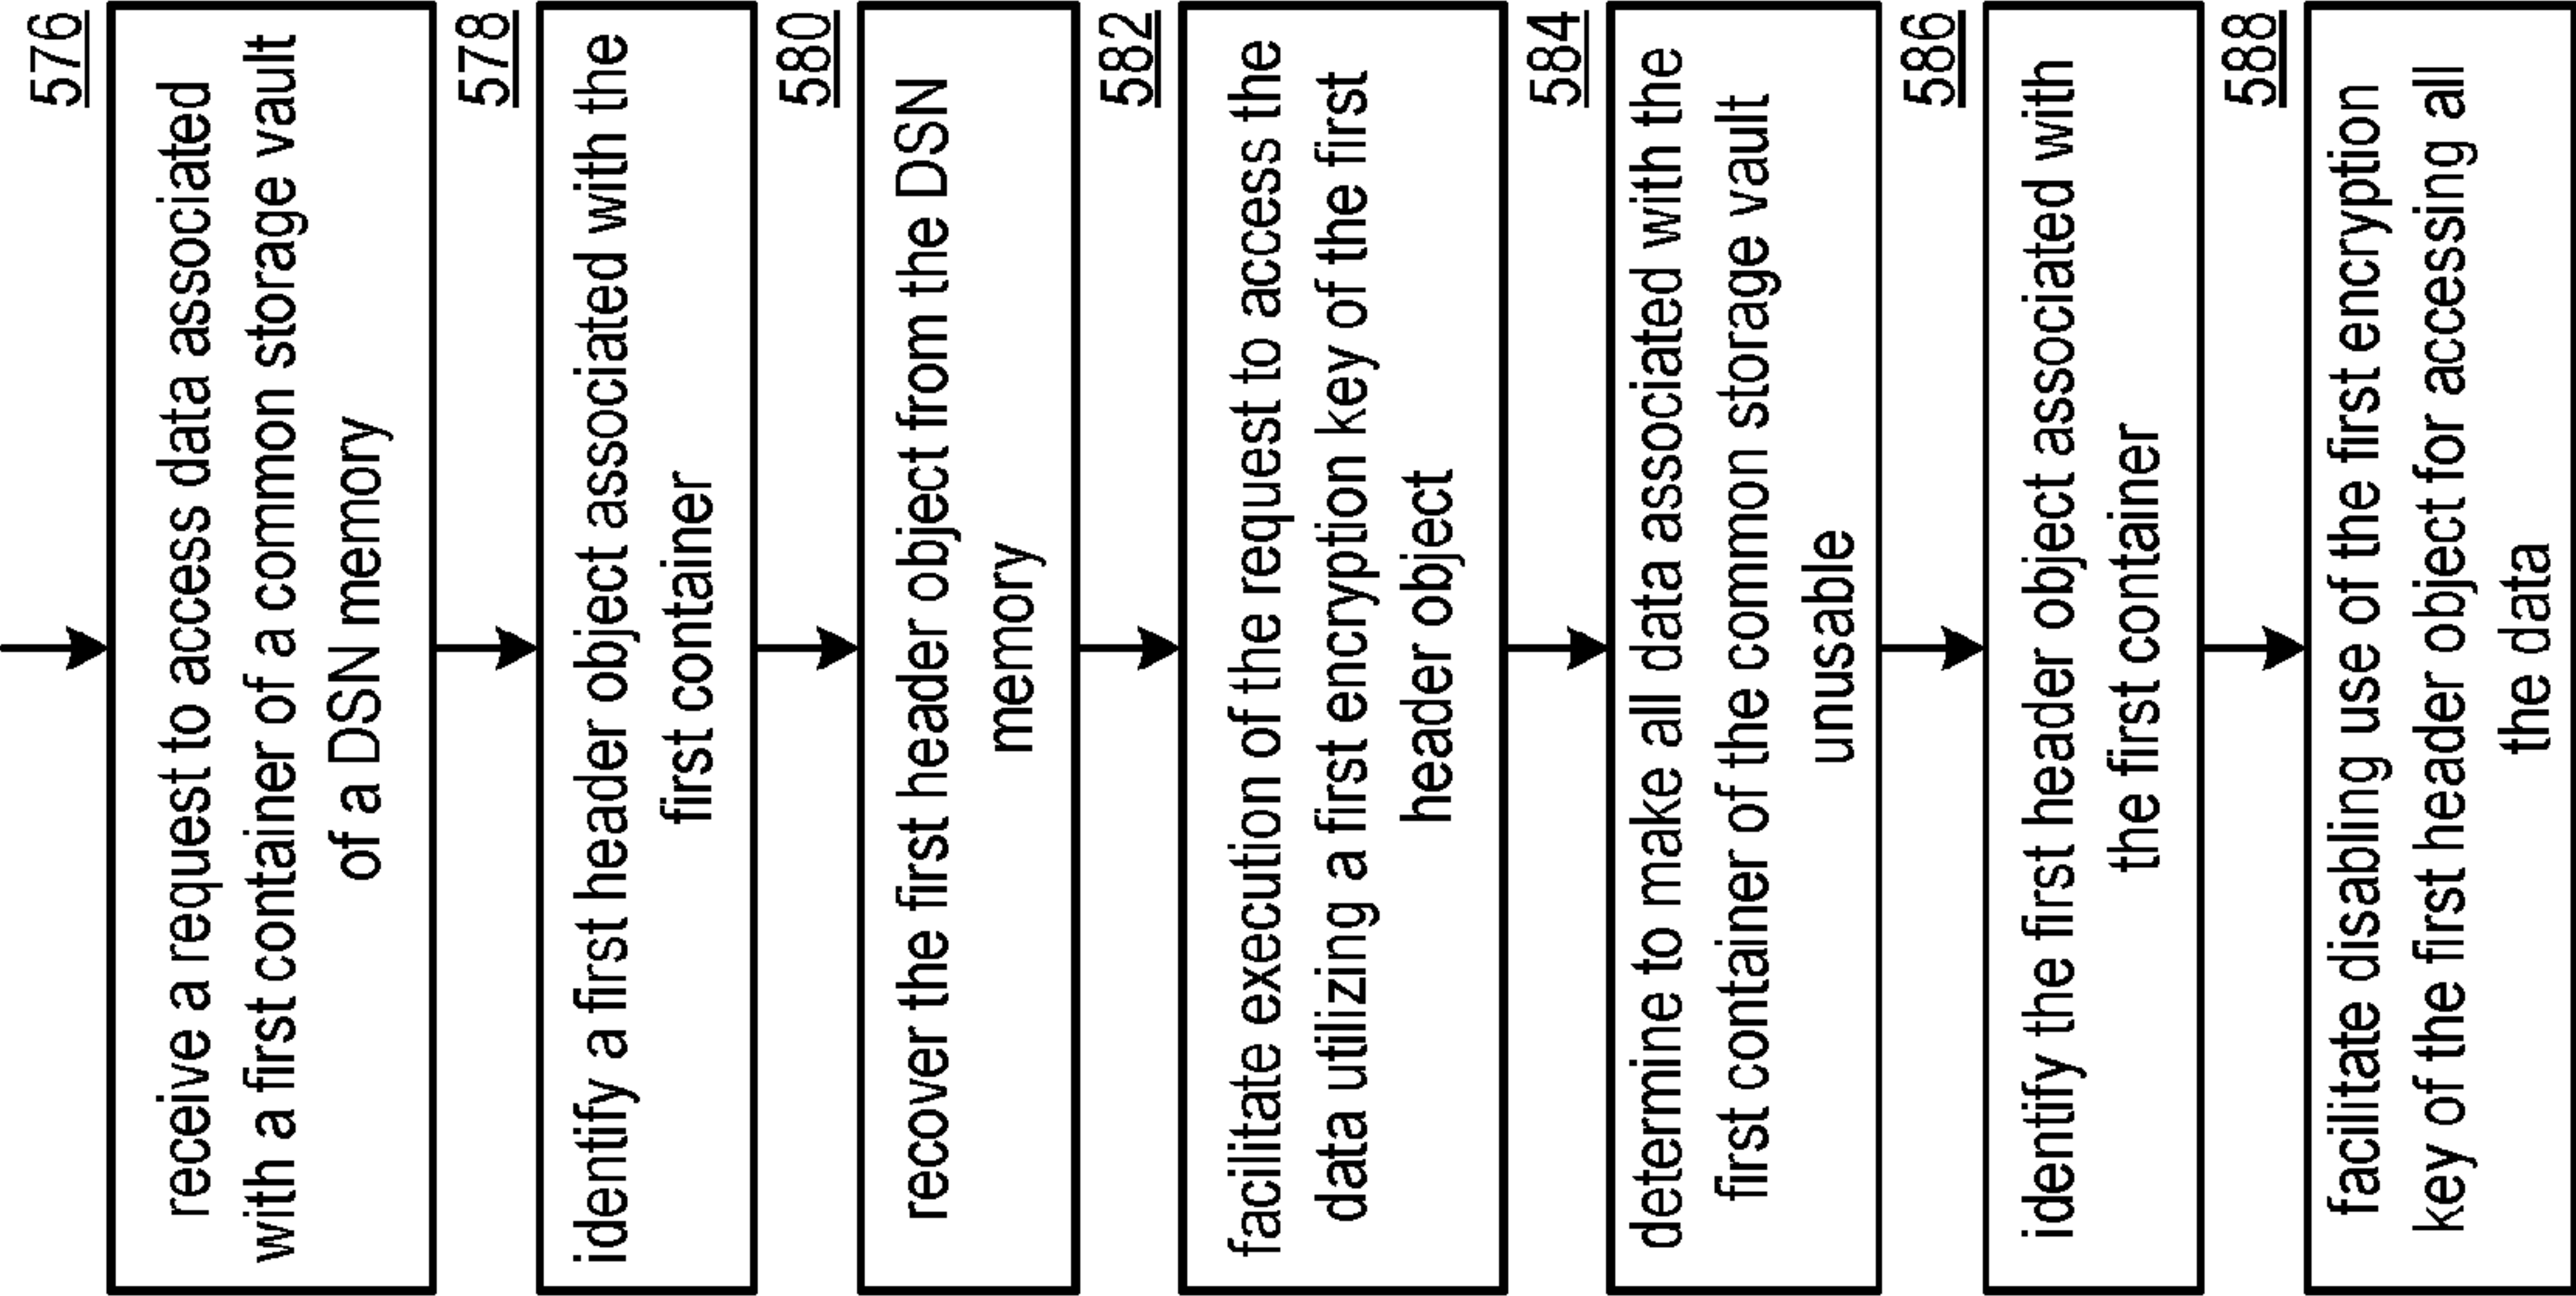 576
receive a request to access data associated
with a first container of a common storage vault
of a DSN memory
578
identify a first header object associated with the
first container
580
recover the first header object from the DSN
memory
582
facilitate execution of the request to access the
data utilizing a first encryption key of the first
header object
584
determine to make all data associated with the
first container of the common storage vault
unusable
586
identify the first header object associated with
the first container
588
facilitate disabling use of the first encryption
key of the first header object for accessing all
the data